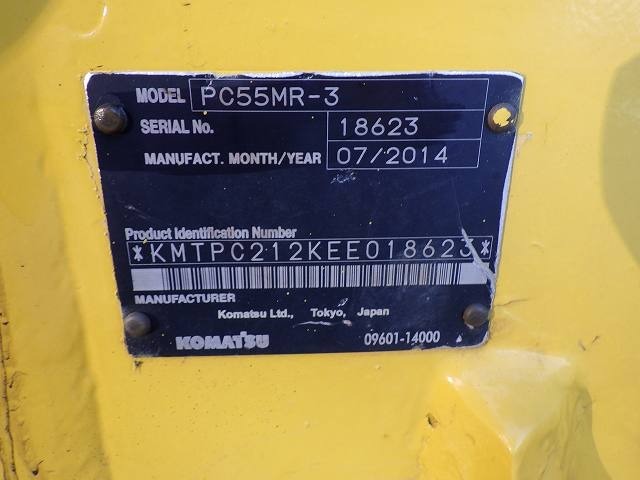 MODEL PC55MR-3
SERIAL No. 18623
MANUFACT. MONTH/YEAR 07/2014
Product Identification Number
*KMTPC212KEE018623*
MANUFACTURER
Komatsu Ltd., Tokyo, Japan
KOMATSU 09601-14000